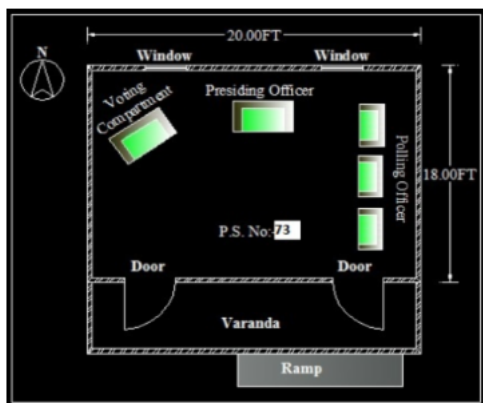 20.00FT
N
Window
Window
Voting
Compartment
Presiding Officer
Polling Officer
18.00FT
P.S. No:-73
Door
Door
Varanda
Ramp